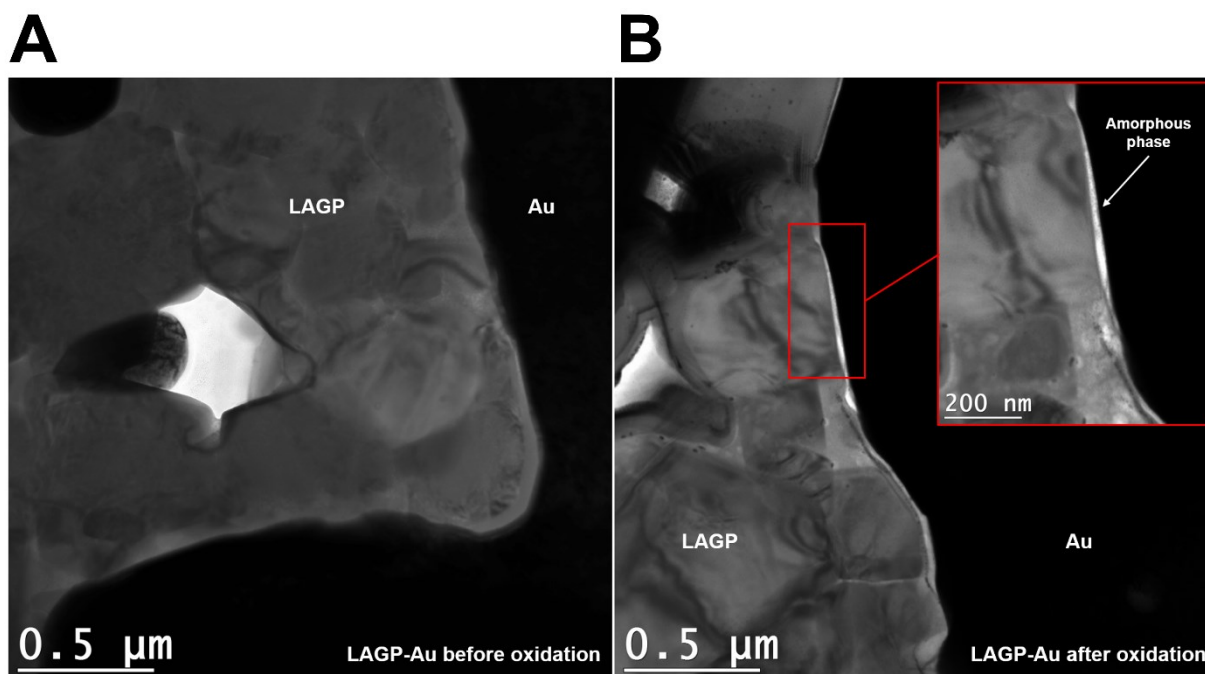 A
B
LAGP
Au
0.5 µm
LAGP-Au before oxidation
Amorphous
phase
200 nm
LAGP
Au
0.5 µm
LAGP-Au after oxidation